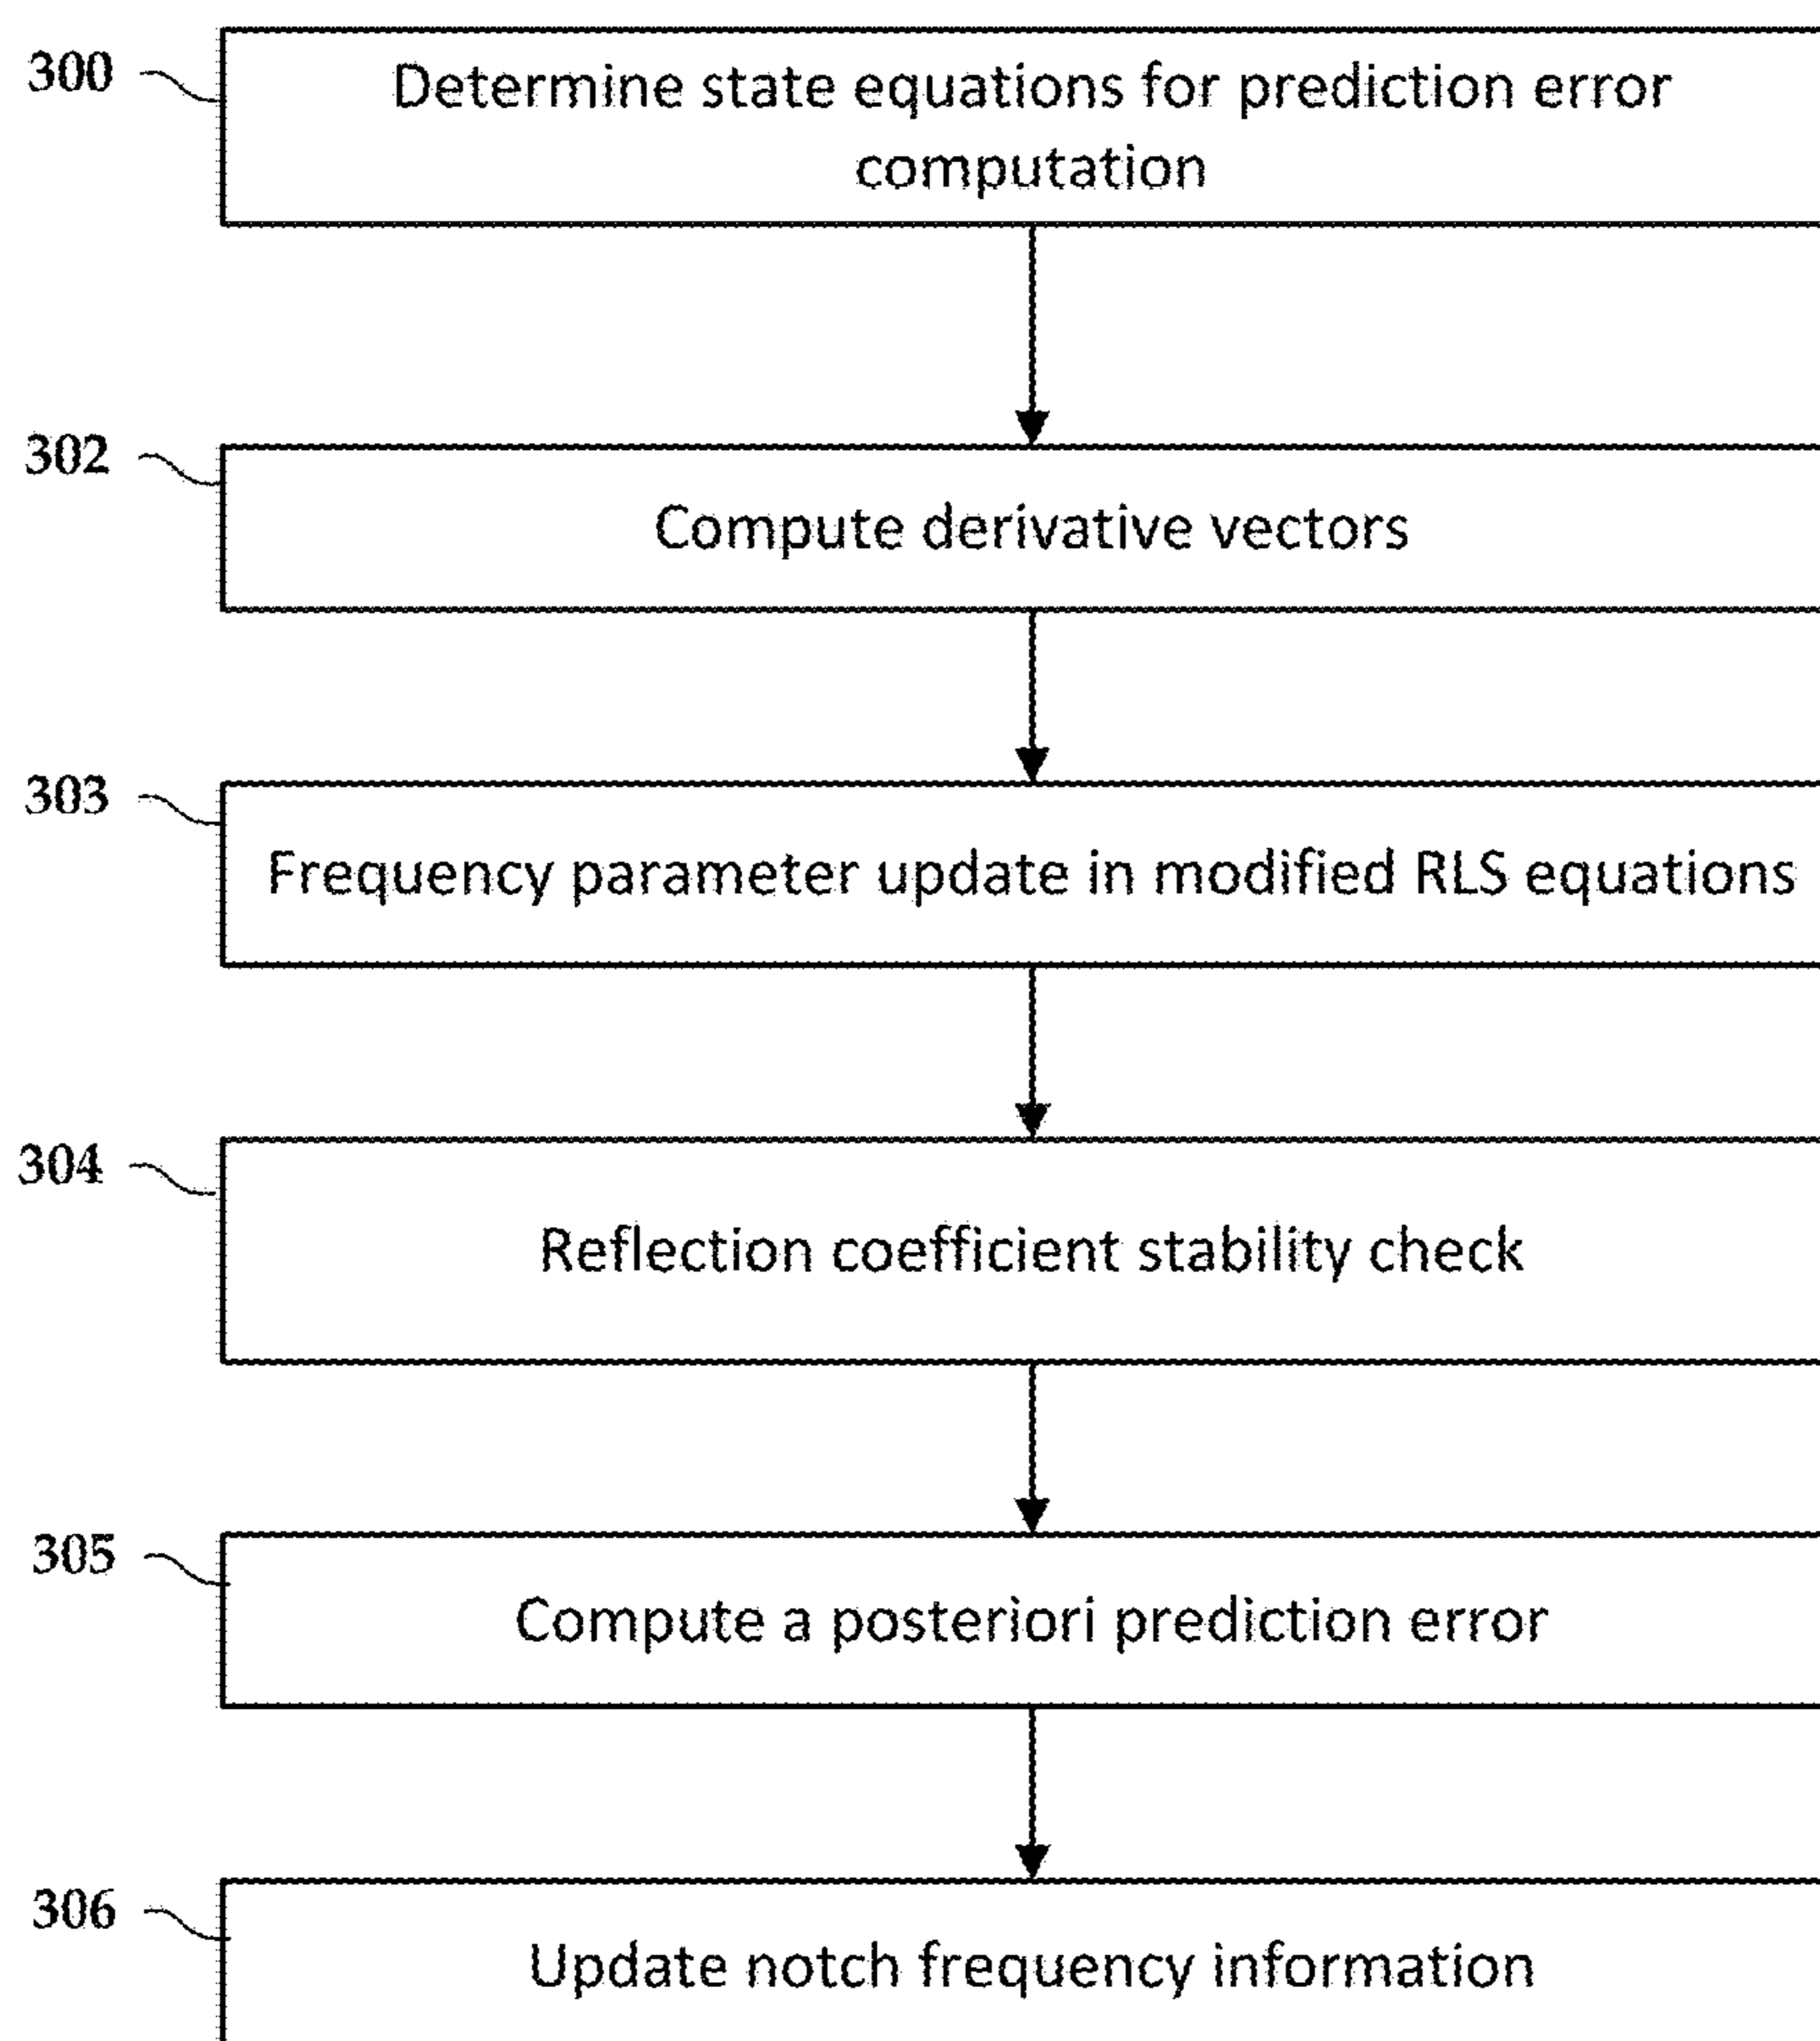 300
Determine state equations for prediction error
computation
302
Compute derivative vectors
303
Frequency parameter update in modified RLS equations
304
Reflection coefficient stability check
305
Compute a posteriori prediction error
306
Update notch frequency information